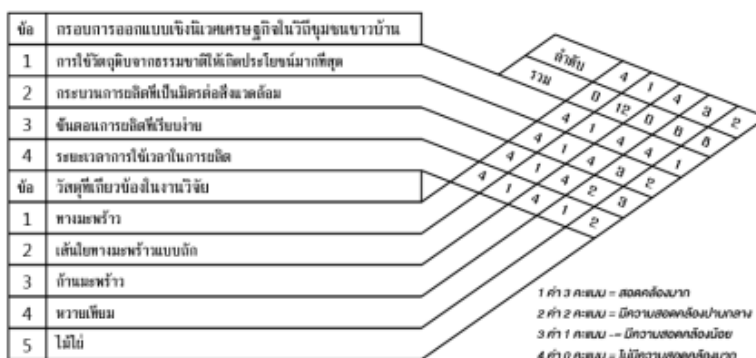 ข้อ กรอบการออกแบบเชิงนิเวศเศรษฐกิจในวิถีชุมชนชาวบ้าน
1 การใช้วัตถุดิบจากธรรมชาติให้เกิดประโยชน์มากที่สุด
2 กระบวนการผลิตที่เป็นมิตรต่อสิ่งแวดล้อม
3 ขั้นตอนการผลิตที่เรียบง่าย
4 ระยะเวลาการใช้เวลาในการผลิต
ข้อ วัสดุที่เกี่ยวข้องในงานวิจัย
1 ทางมะพร้าว
2 เส้นใยทางมะพร้าวแบบถัก
3 ก้านมะพร้าว
4 หวายเทียม
5 ไม้ไผ่
ลำดับ 4 1 4 3 2
รวม 0 12 0 8 8
4 1 4 4 1
4 1 4 3 2
4 1 4 2 3
4 1 4 1 2
1 ค่า 3 คะแนน = สอดคล้องมาก
2 ค่า 2 คะแนน = มีความสอดคล้องปานกลาง
3 ค่า 1 คะแนน -= มีความสอดคล้องน้อย
4 ค่า 0 คะแนน = ไม่มีความสอดคล้องมาก